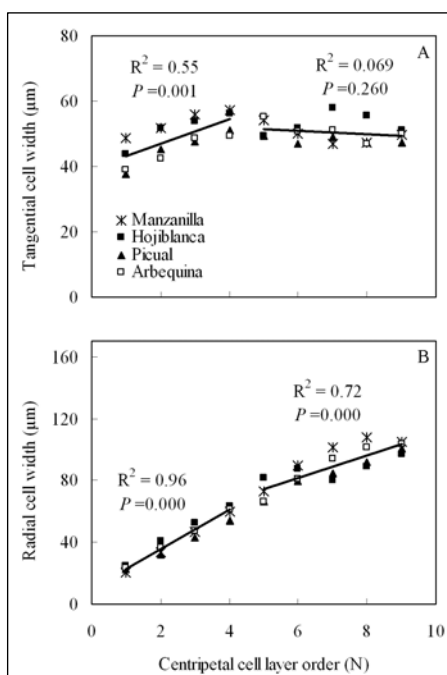 A
80
60
40
20
0
Tangential cell width (µm)
R² = 0.55
P =0.001
R² = 0.069
P =0.260
Manzanilla
Hojiblanca
Picual
Arbequina
B
160
120
80
40
0
Radial cell width (µm)
R² = 0.96
P =0.000
R² = 0.72
P =0.000
0 2 4 6 8 10
Centripetal cell layer order (N)